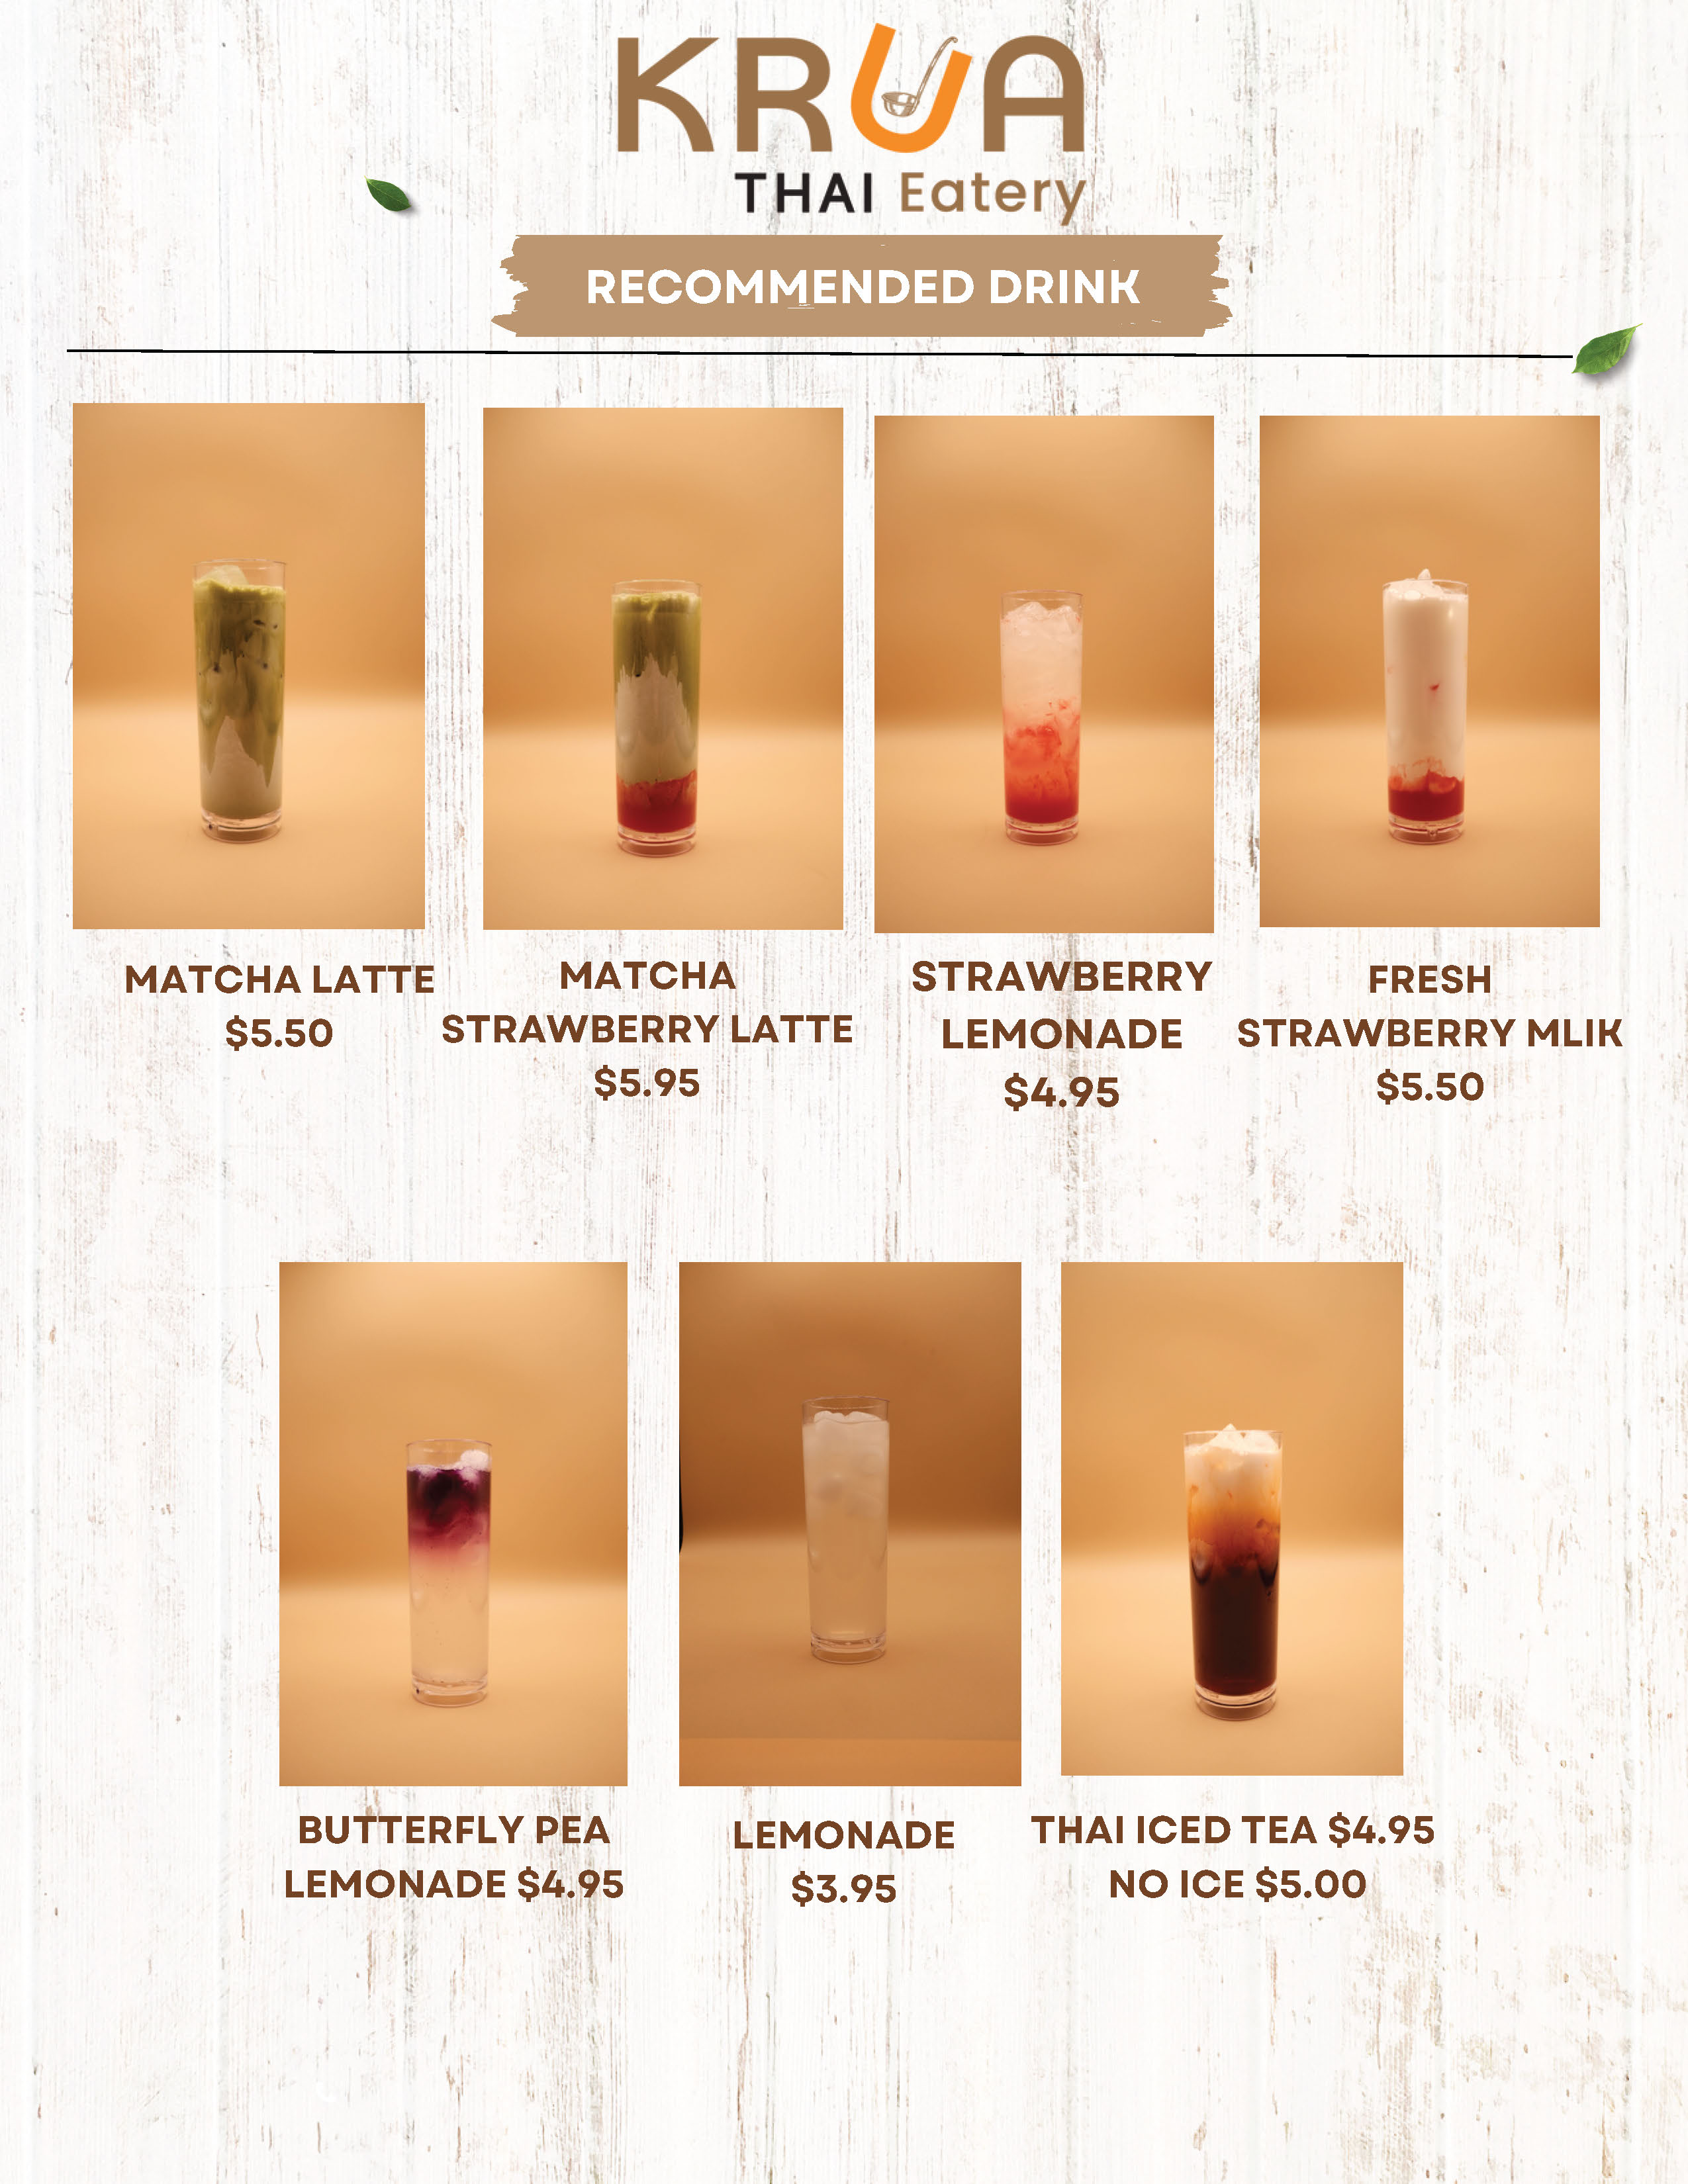 KRUA
THAI Eatery
RECOMMENDED DRINK
MATCHA LATTE
$5.50
MATCHA
STRAWBERRY LATTE
$5.95
STRAWBERRY
LEMONADE
$4.95
FRESH
STRAWBERRY MLIK
$5.50
BUTTERFLY PEA
LEMONADE $4.95
LEMONADE
$3.95
THAI ICED TEA $4.95
NO ICE $5.00